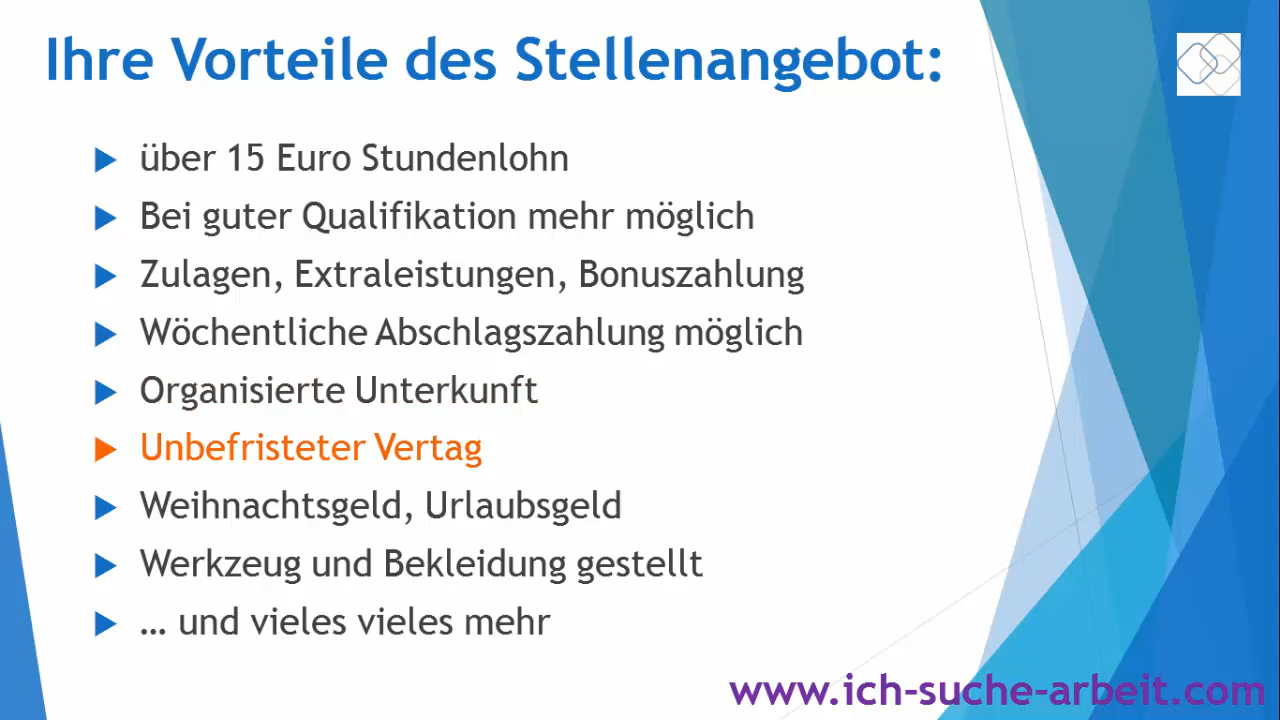 Ihre Vorteile des Stellenangebot:
über 15 Euro Stundenlohn
Bei guter Qualifikation mehr möglich
Zulagen, Extraleistungen, Bonuszahlung
Wöchentliche Abschlagszahlung möglich
Organisierte Unterkunft
Unbefristeter Vertag
Weihnachtsgeld, Urlaubsgeld
Werkzeug und Bekleidung gestellt
… und vieles vieles mehr
www.ich-suche-arbeit.com